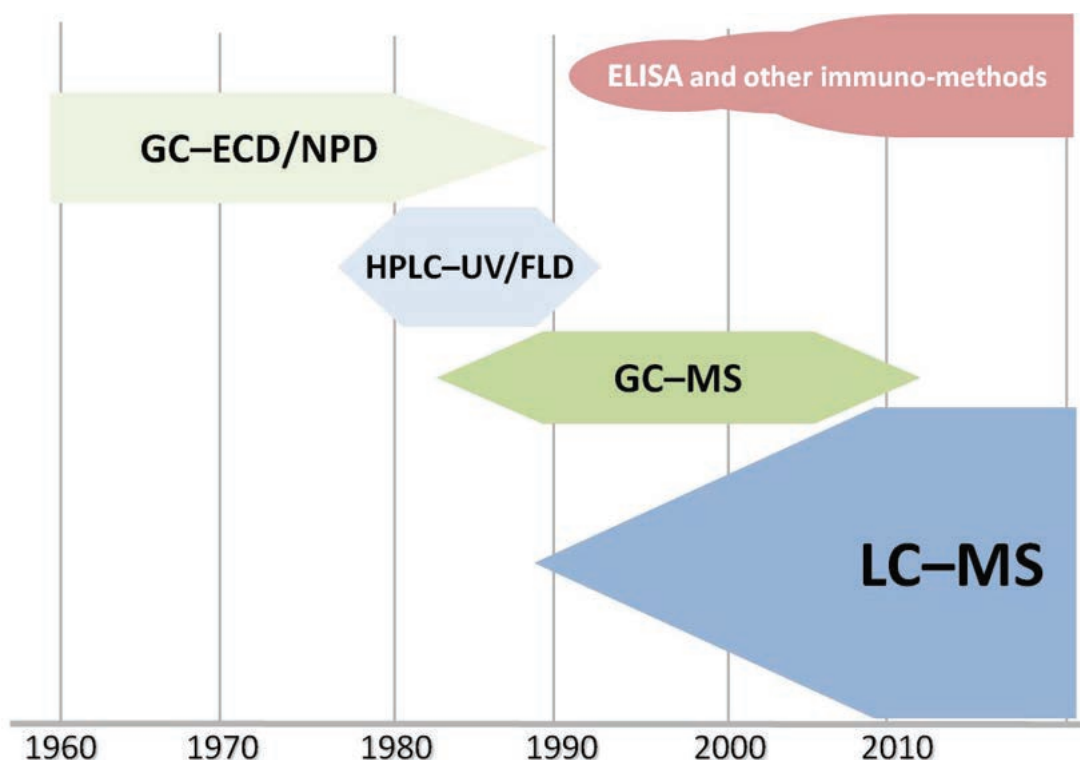 ELISA and other immuno-methods
GC–ECD/NPD
HPLC–UV/FLD
GC–MS
LC–MS
1960 1970 1980 1990 2000 2010